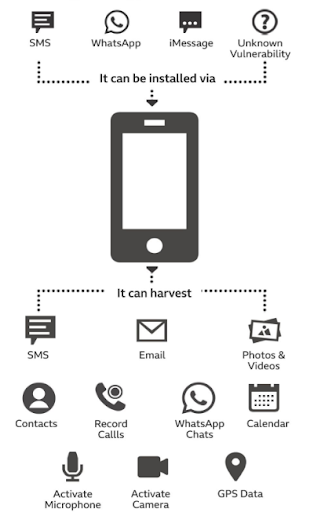 SMS WhatsApp iMessage Unknown
Vulnerability
It can be installed via
It can harvest
SMS Email Photos &
Videos
Contacts Record WhatsApp Calendar
Callls Chats
Activate Activate GPS Data
Microphone Camera